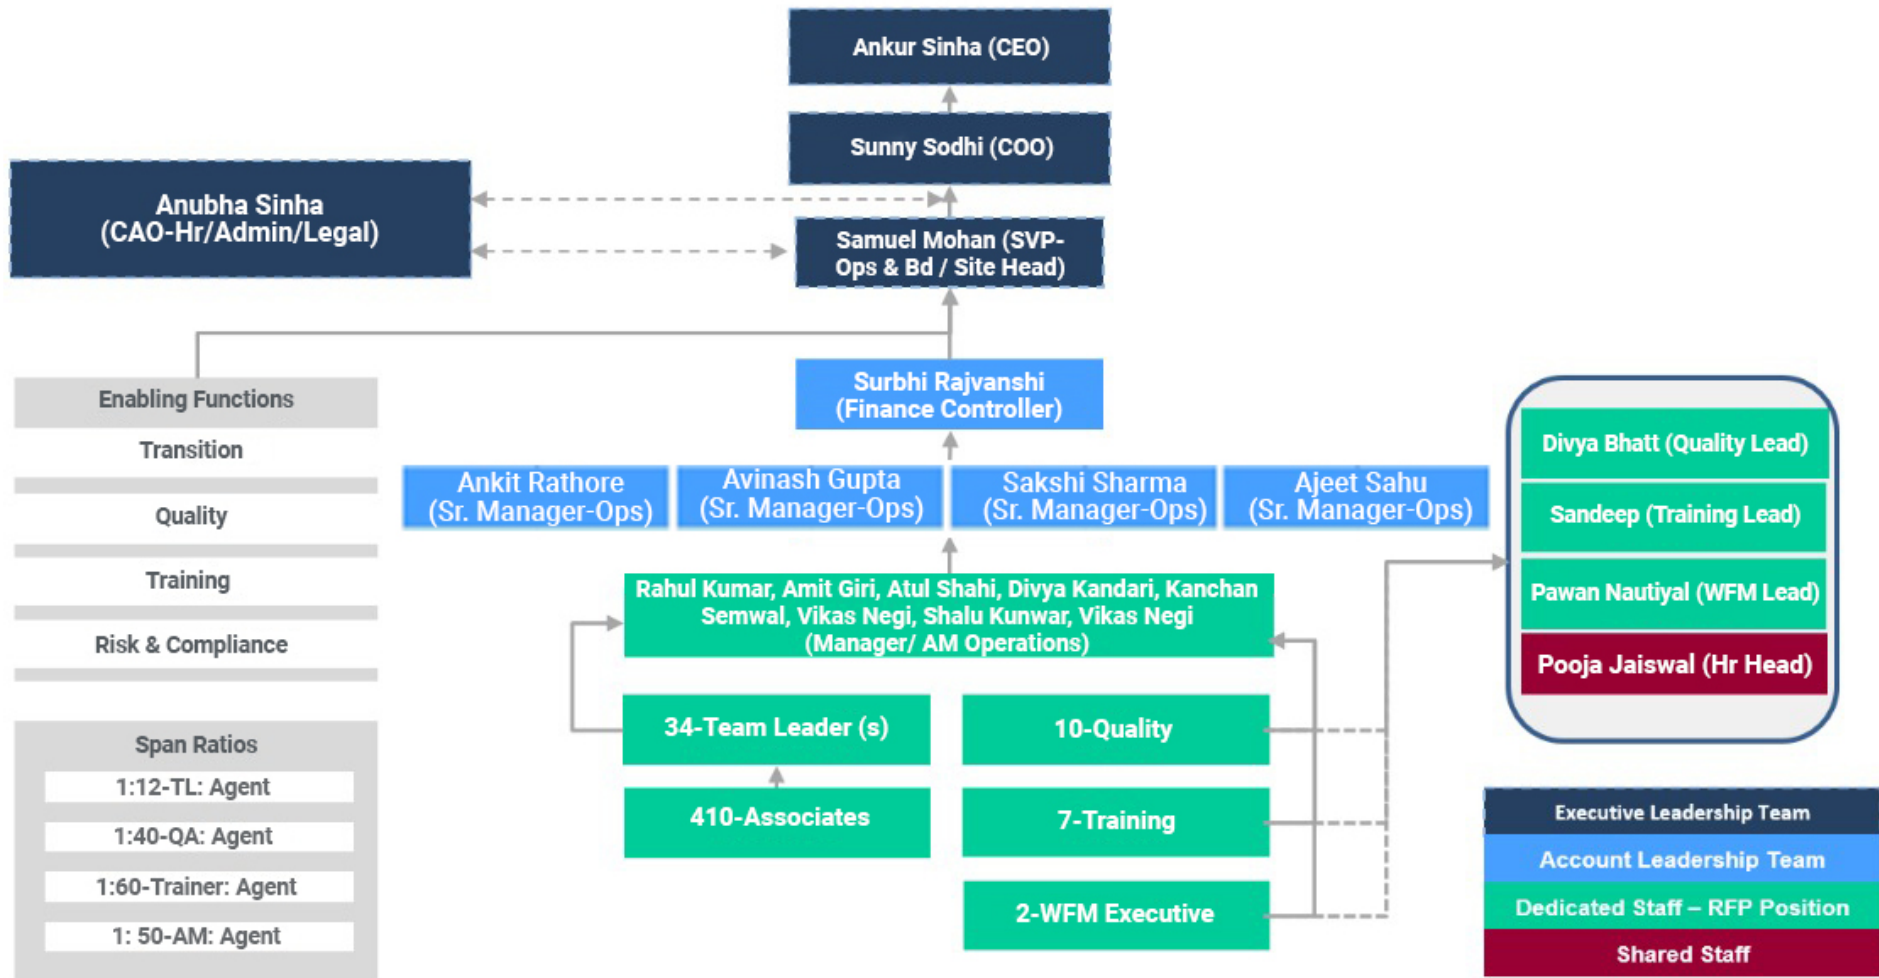 Ankur Sinha (CEO)
Sunny Sodhi (COO)
Anubha Sinha
(CAO-Hr/Admin/Legal)
Samuel Mohan (SVP-
Ops & Bd / Site Head)
Surbhi Rajvanshi
(Finance Controller)
Enabling Functions
Transition
Quality
Training
Risk & Compliance
Ankit Rathore
(Sr. Manager-Ops)
Avinash Gupta
(Sr. Manager-Ops)
Sakshi Sharma
(Sr. Manager-Ops)
Ajeet Sahu
(Sr. Manager-Ops)
Divya Bhatt (Quality Lead)
Sandeep (Training Lead)
Pawan Nautiyal (WFM Lead)
Pooja Jaiswal (Hr Head)
Rahul Kumar, Amit Giri, Atul Shahi, Divya Kandari, Kanchan
Semwal, Vikas Negi, Shalu Kunwar, Vikas Negi
(Manager/ AM Operations)
34-Team Leader (s)
410-Associates
10-Quality
7-Training
2-WFM Executive
Span Ratios
1:12-TL: Agent
1:40-QA: Agent
1:60-Trainer: Agent
1: 50-AM: Agent
Executive Leadership Team
Account Leadership Team
Dedicated Staff – RFP Position
Shared Staff